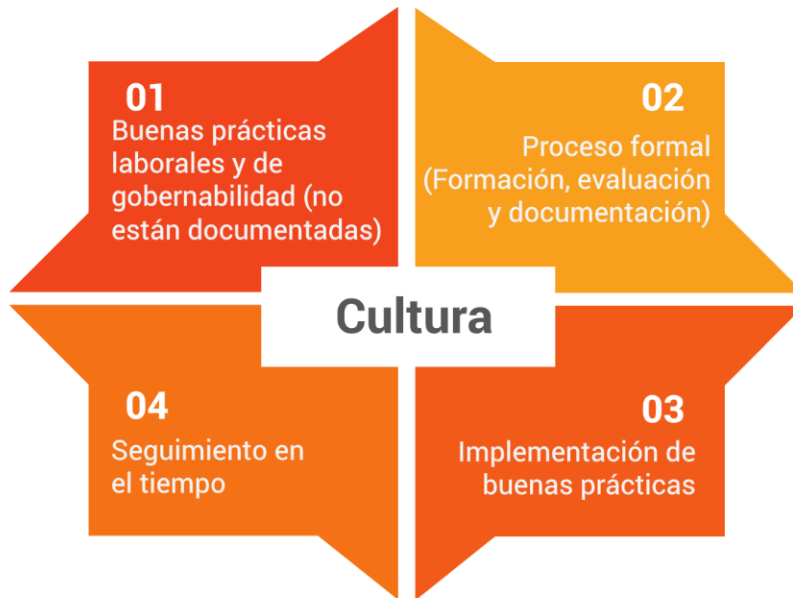 01
Buenas prácticas
laborales y de
gobernabilidad (no
están documentadas)
02
Proceso formal
(Formación, evaluación
y documentación)
Cultura
04
Seguimiento en
el tiempo
03
Implementación de
buenas prácticas